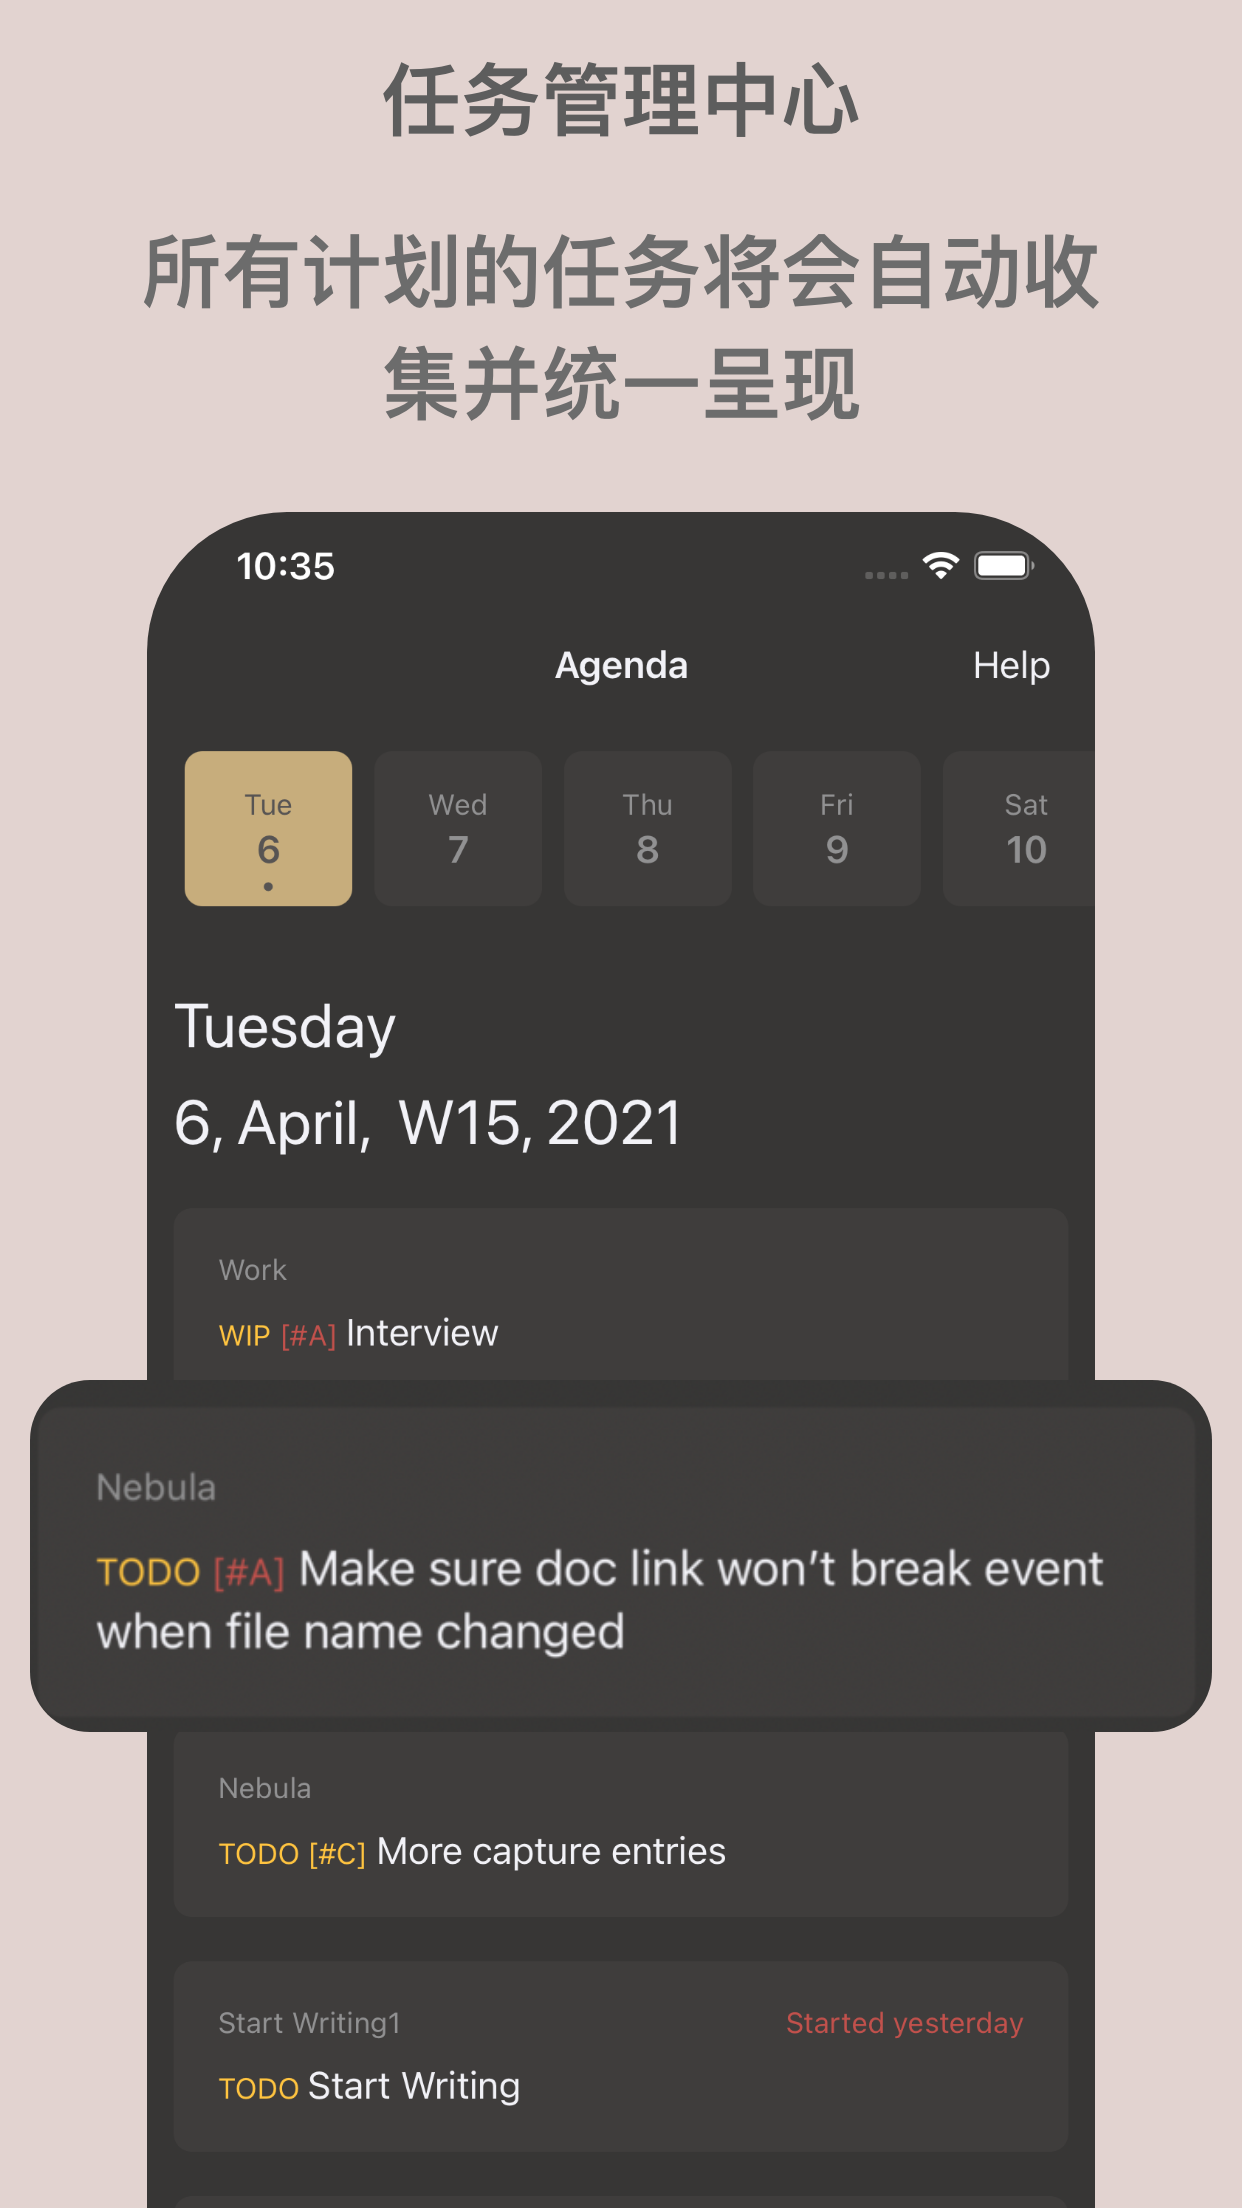 任务管理中心
所有计划的任务将会自动收
集并统一呈现
10:35
Agenda Help
Tue Wed Thu Fri Sat
6 7 8 9 10
Tuesday
6, April, W15, 2021
Work
WIP [#A] Interview
Nebula
TODO [#A] Make sure doc link won’t break event
when file name changed
Nebula
TODO [#C] More capture entries
Start Writing1 Started yesterday
TODO Start Writing